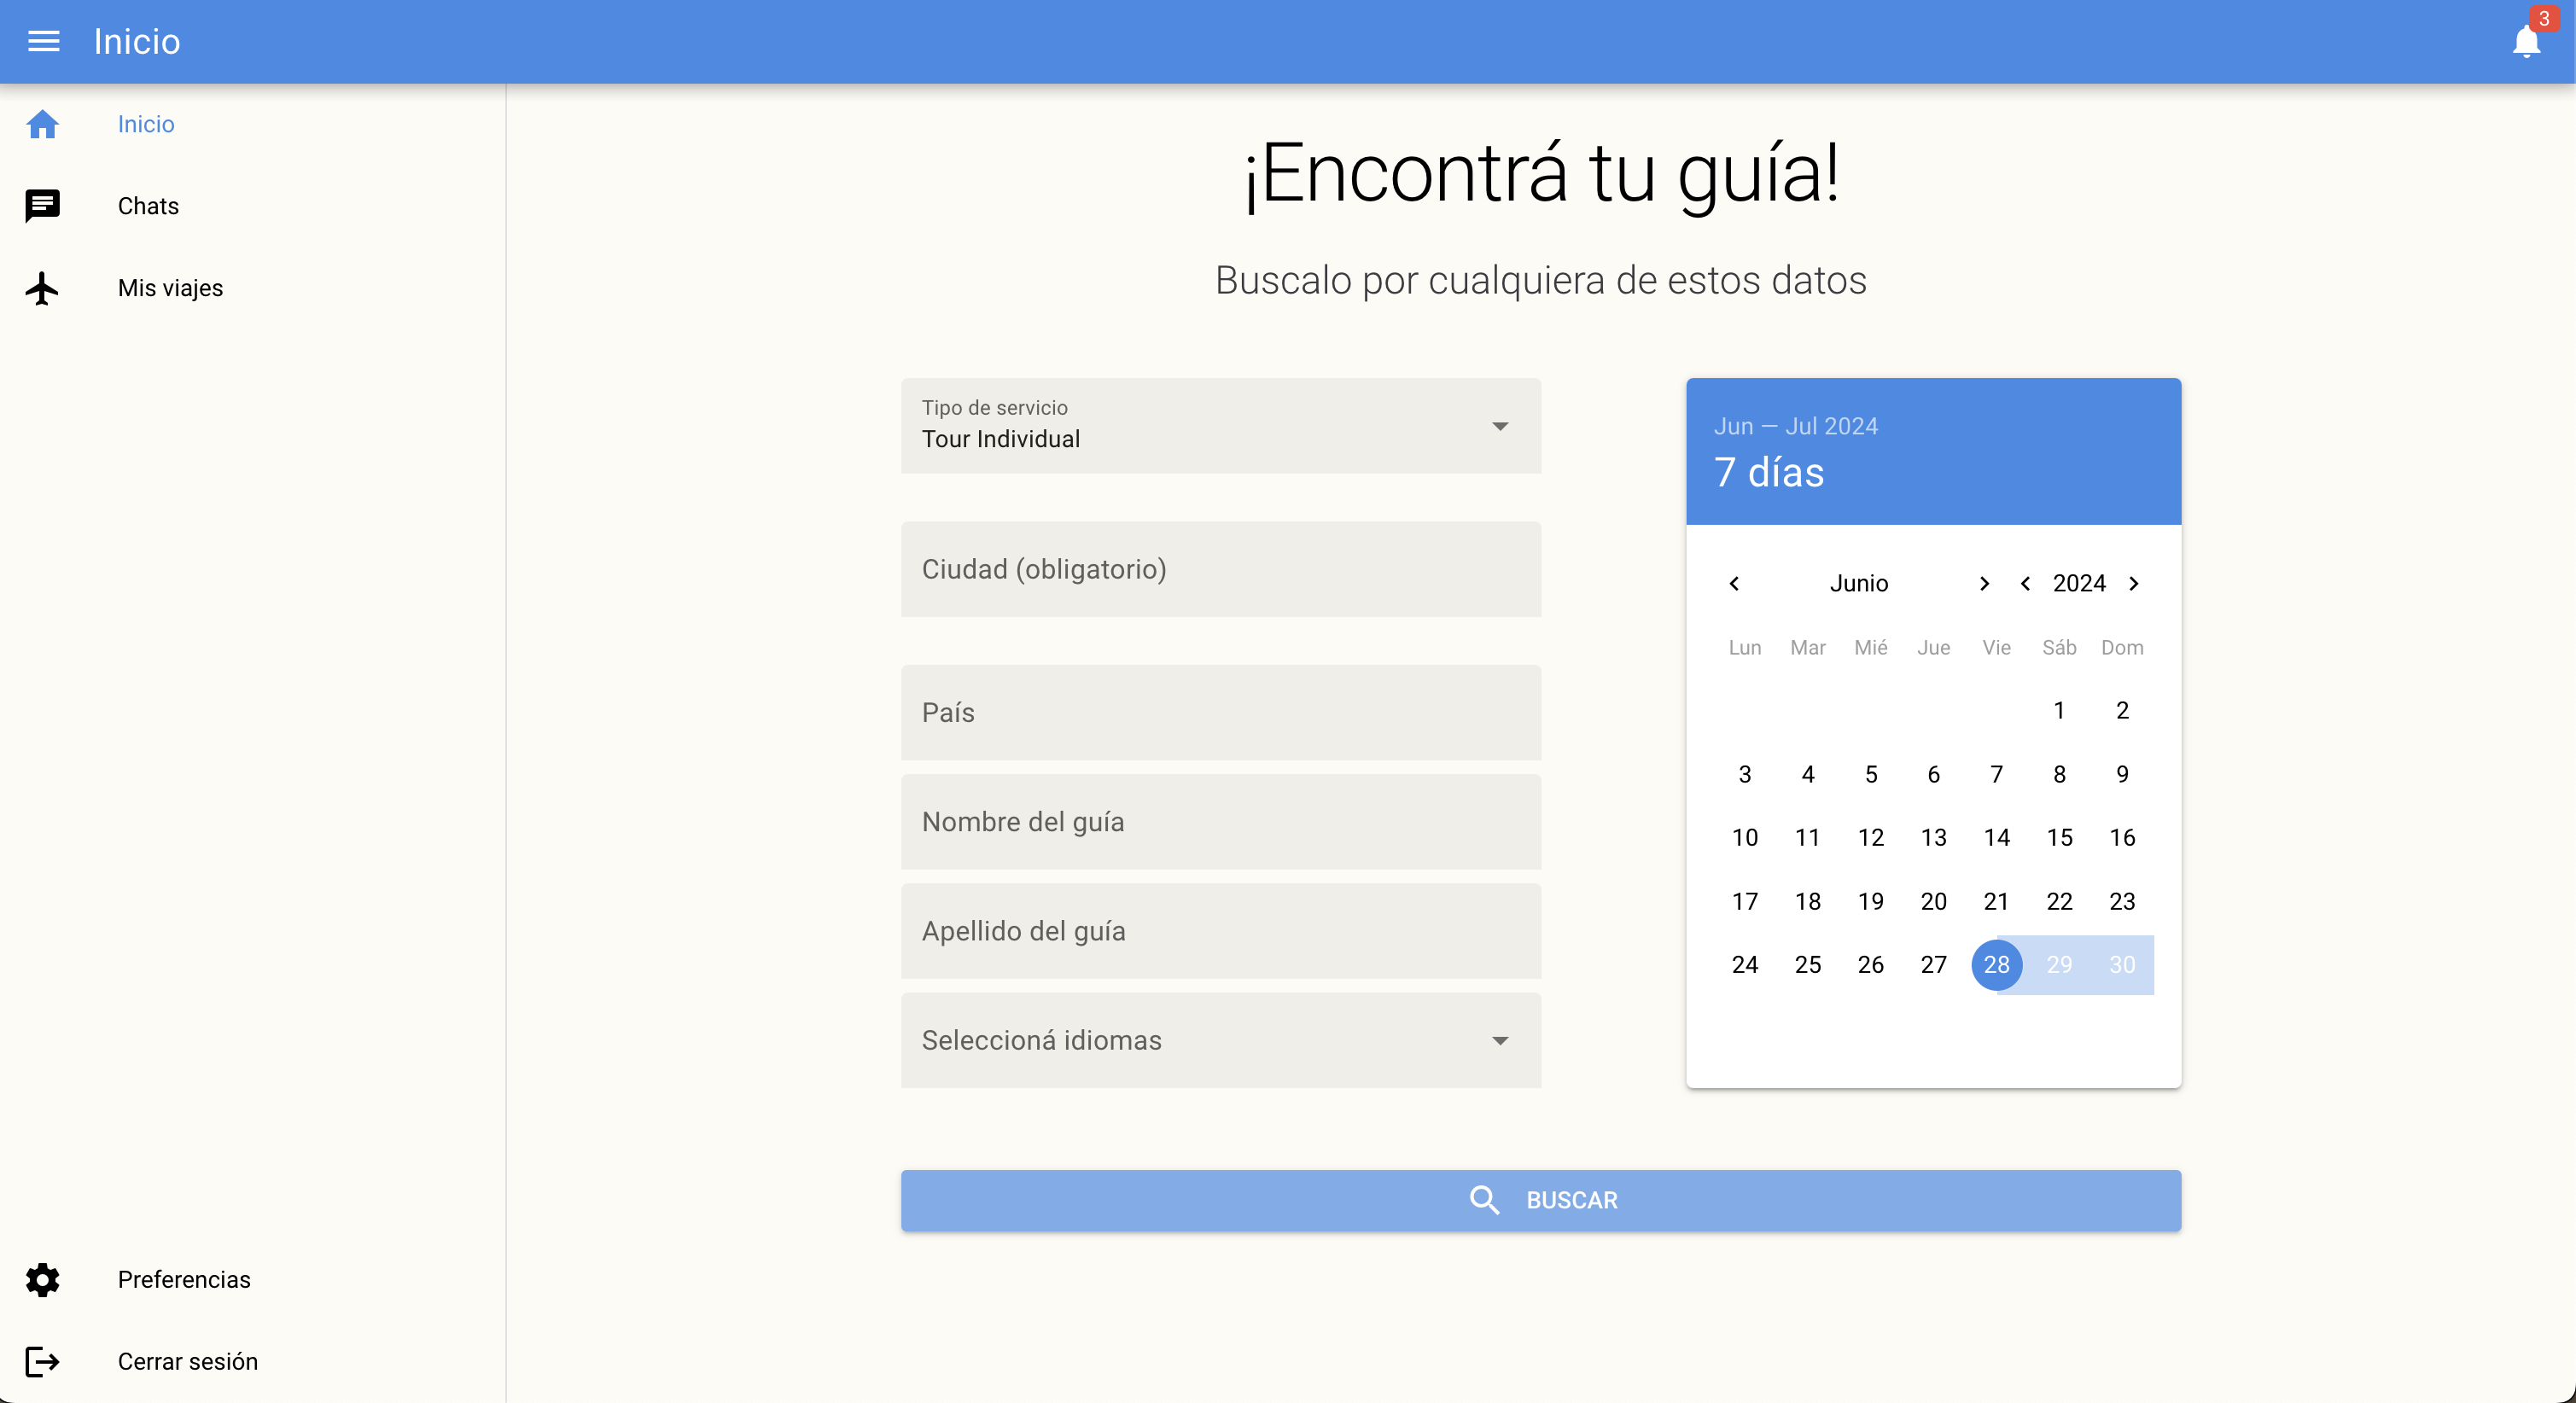 Inicio
3
Inicio
Chats
Mis viajes
Preferencias
Cerrar sesión
¡Encontrá tu guía!
Buscalo por cualquiera de estos datos
Tipo de servicio
Tour Individual
Ciudad (obligatorio)
País
Nombre del guía
Apellido del guía
Seleccioná idiomas
Jun — Jul 2024
7 días
Junio 2024
Lun Mar Mié Jue Vie Sáb Dom
1 2
3 4 5 6 7 8 9
10 11 12 13 14 15 16
17 18 19 20 21 22 23
24 25 26 27 28 29 30
BUSCAR